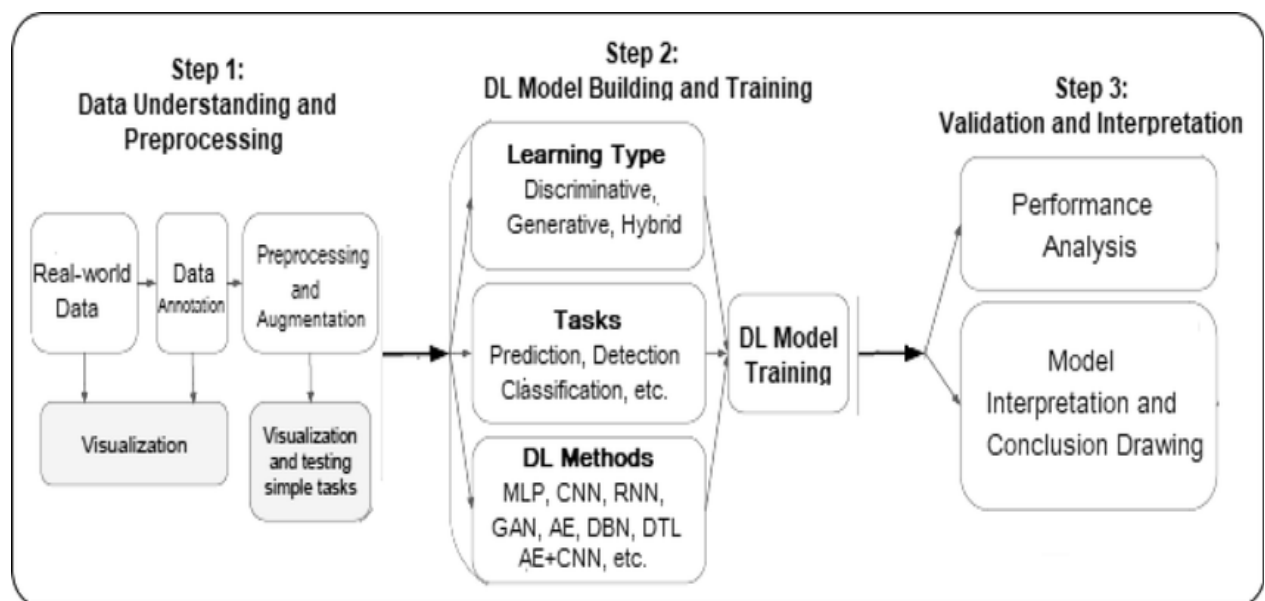 Step 1:
Data Understanding and
Preprocessing
Real-world
Data
Data
Annotation
Preprocessing
and
Augmentation
Visualization
Visualization
and testing
simple tasks
Step 2:
DL Model Building and Training
Learning Type
Discriminative,
Generative, Hybrid
Tasks
Prediction, Detection
Classification, etc.
DL Methods
MLP, CNN, RNN,
GAN, AE, DBN, DTL
AE+CNN, etc.
DL Model
Training
Step 3:
Validation and Interpretation
Performance
Analysis
Model
Interpretation and
Conclusion Drawing